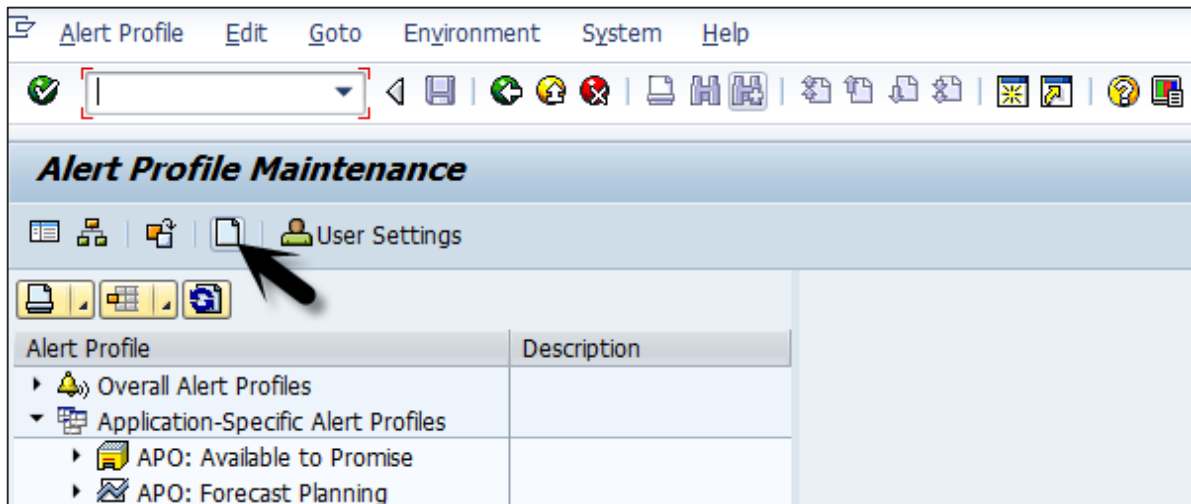 Alert Profile Edit Goto Environment System Help
Alert Profile Maintenance
User Settings
Alert Profile Description
Overall Alert Profiles
Application-Specific Alert Profiles
APO: Available to Promise
APO: Forecast Planning